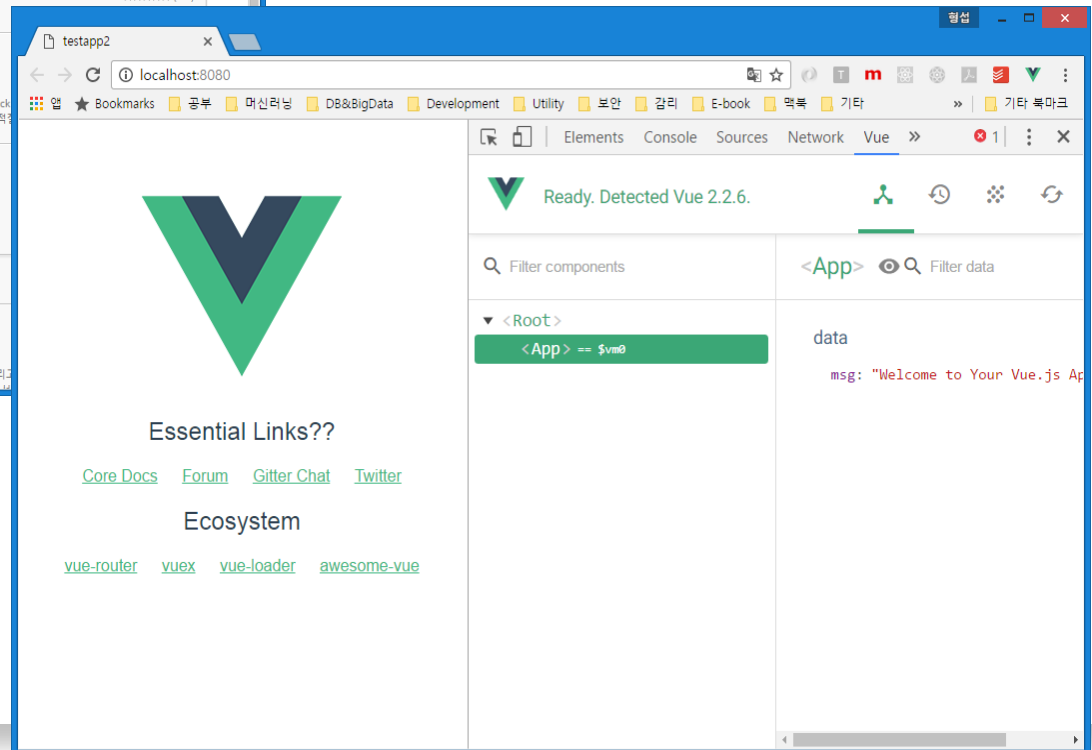 형섭
testapp2
localhost:8080
앱 Bookmarks 공부 머신러닝 DB&BigData Development Utility 보안 감리 E-book 맥북 기타 » 기타 북마크
Elements Console Sources Network Vue » 1
Ready. Detected Vue 2.2.6.
Filter components
<App> Filter data
<Root>
<App> == $vm0
data
msg: "Welcome to Your Vue.js Ap
Essential Links??
Core Docs Forum Gitter Chat Twitter
Ecosystem
vue-router vuex vue-loader awesome-vue